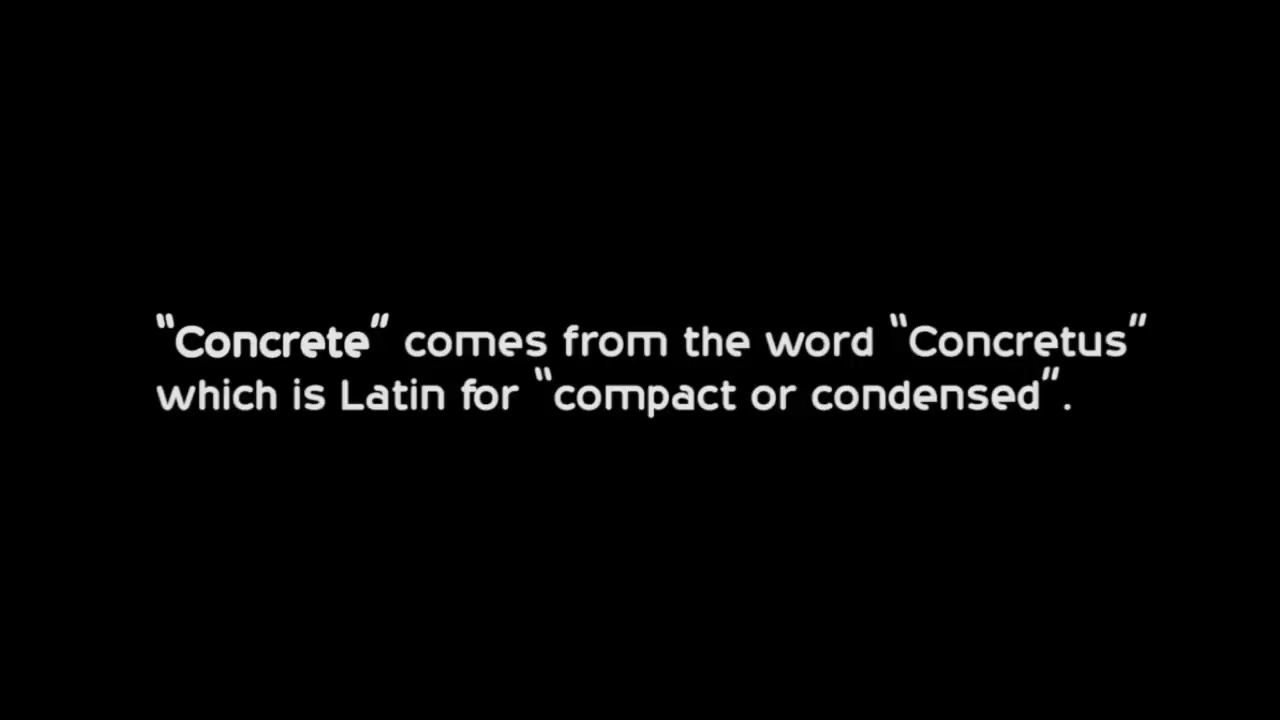 “Concrete” comes from the word “Concretus”
which is Latin for “compact or condensed”.